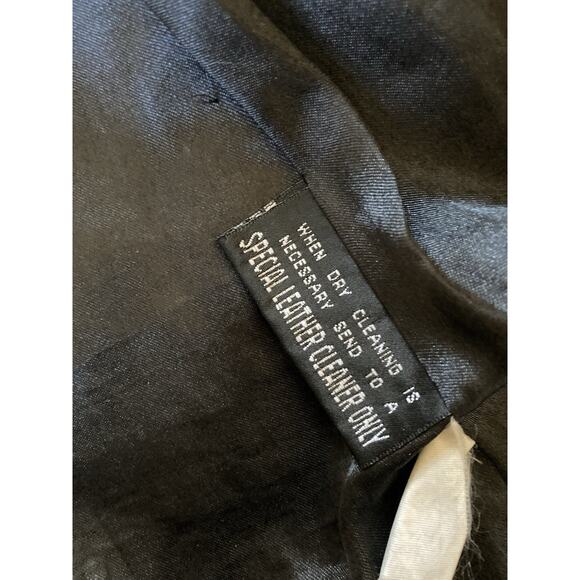 WHEN DRY CLEANING IS
NECESSARY SEND TO A
SPECIAL LEATHER CLEANER ONLY